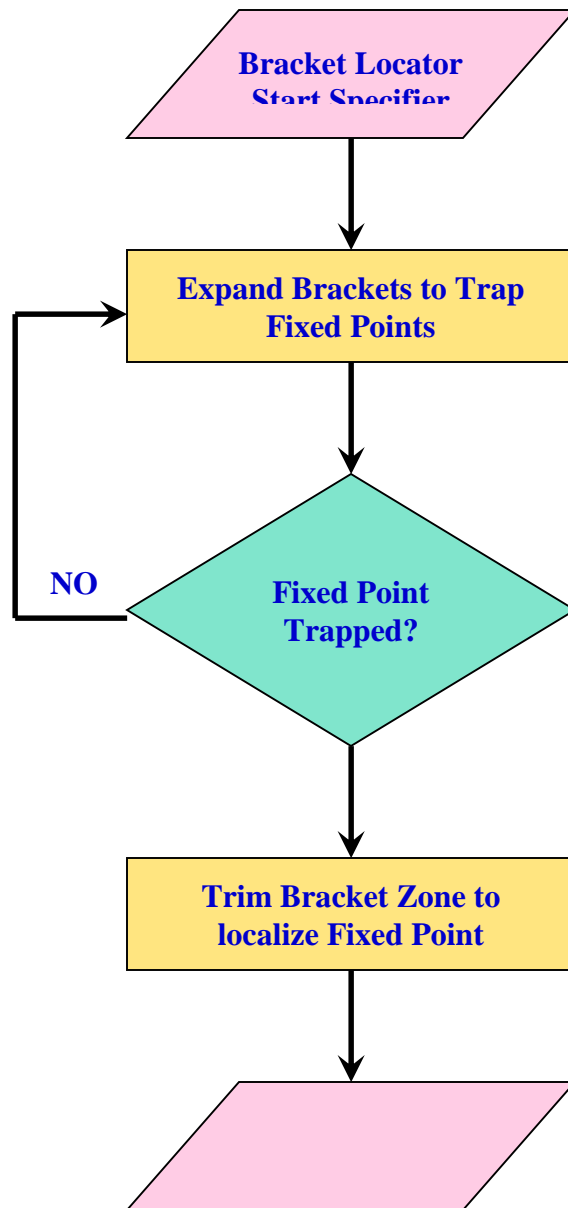 Bracket Locator
Start Specifier
Expand Brackets to Trap
Fixed Points
NO
Fixed Point
Trapped?
Trim Bracket Zone to
localize Fixed Point